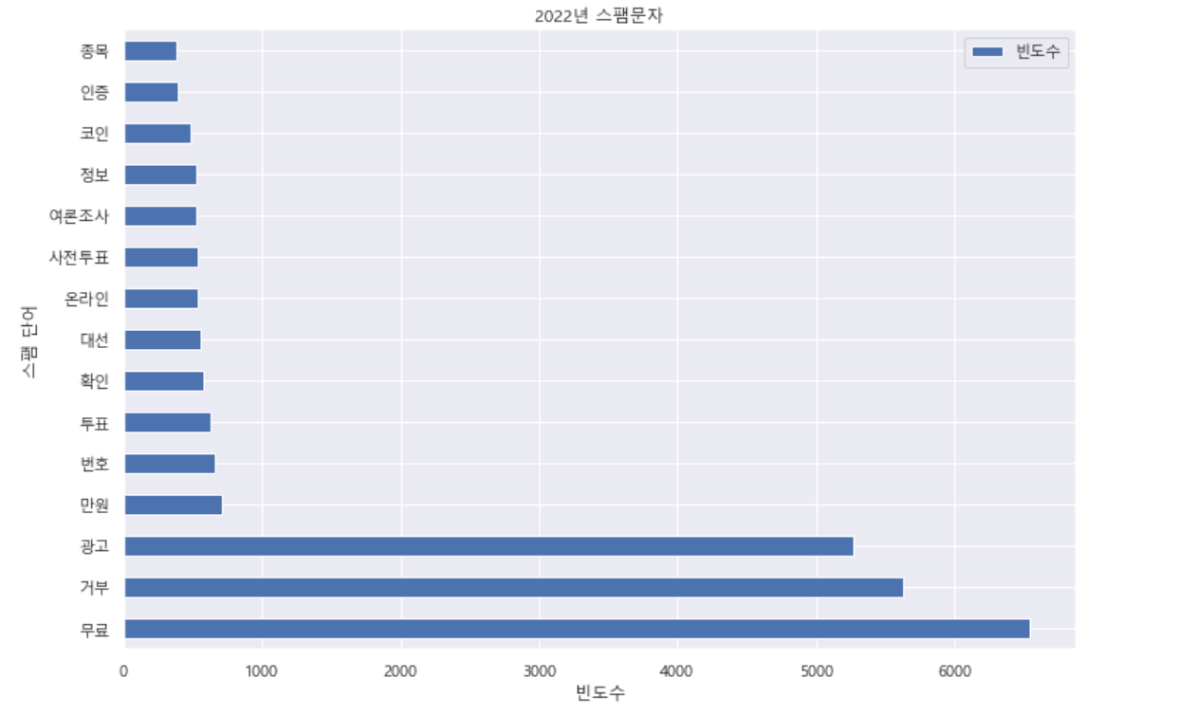 2022년 스팸문자
빈도수
종목
인증
코인
정보
여론조사
사전투표
온라인
대선
확인
투표
번호
만원
광고
거부
무료
스팸 단어
0 1000 2000 3000 4000 5000 6000
빈도수